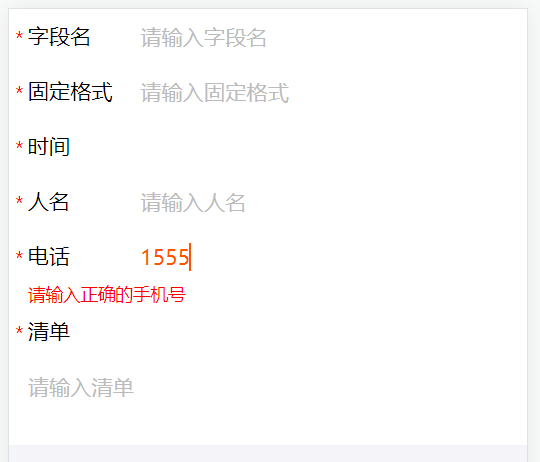 * 字段名 请输入字段名
* 固定格式 请输入固定格式
* 时间
* 人名 请输入人名
* 电话 1555
请输入正确的手机号
* 清单
请输入清单